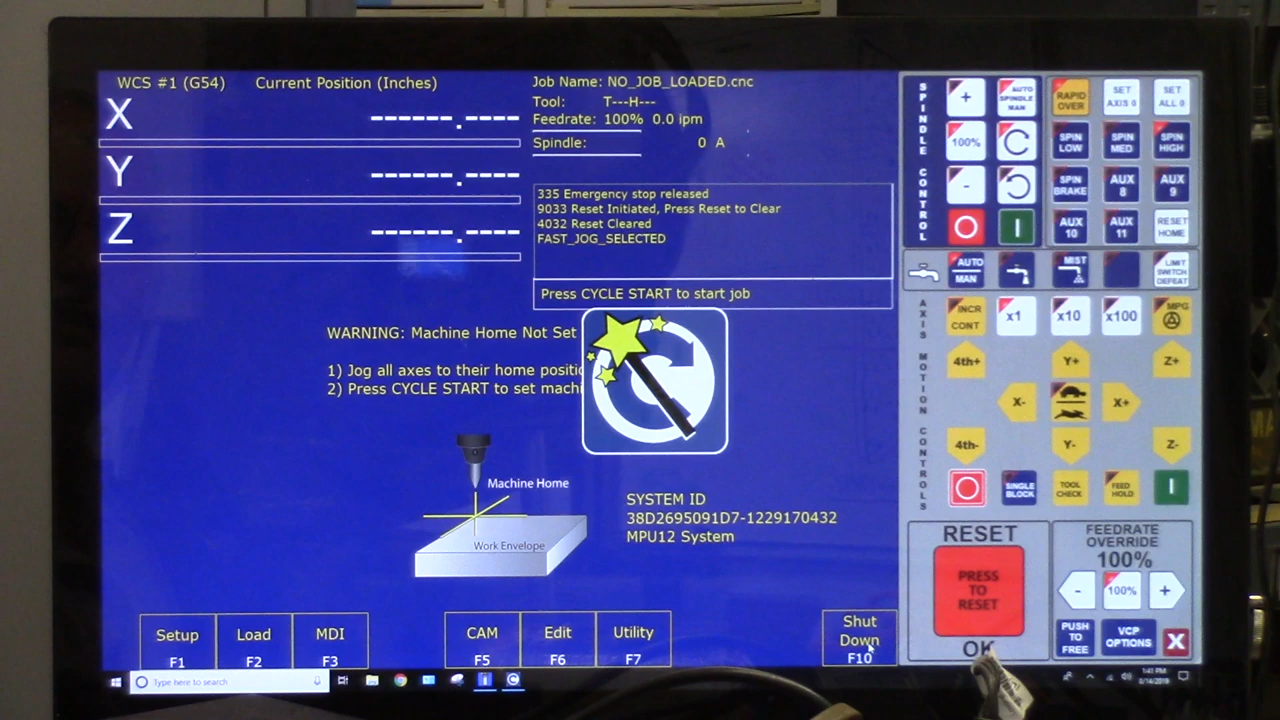 WCS #1 (G54) Current Position (Inches)
X -----.----
Y -----.----
Z -----.----
Job Name: NO_JOB_LOADED.cnc
Tool: T---H---
Feedrate: 100% 0.0 ipm
Spindle: 0 A
335 Emergency stop released
9033 Reset Initiated, Press Reset to Clear
4032 Reset Cleared
FAST_JOG_SELECTED
Press CYCLE START to start job
WARNING: Machine Home Not Set
1) Jog all axes to their home positio
2) Press CYCLE START to set machi
Machine Home
Work Envelope
SYSTEM ID
38D2695091D7-1229170432
MPU12 System
Setup
F1
Load
F2
MDI
F3
CAM
F5
Edit
F6
Utility
F7
Shut
Down
F10
SPINDLE CONTROL
+
AUTO
SPINDLE
MAN
100%
-
RAPID
OVER
SET
AXIS 0
SET
ALL 0
SPIN
LOW
SPIN
MED
SPIN
HIGH
SPIN
BRAKE
AUX
8
AUX
9
AUX
10
AUX
11
RESET
HOME
AUTO
MAN
MIST
LIMIT
SWITCH
DEFEAT
AXIS MOTION CONTROLS
INCR
CONT
x1
x10
x100
MPG
4th+
Y+
Z+
X-
X+
4th-
Y-
Z-
SINGLE
BLOCK
TOOL
CHECK
FEED
HOLD
RESET
PRESS
TO
RESET
OK
FEEDRATE
OVERRIDE
100%
-
100%
+
PUSH
TO
FREE
VCP
OPTIONS
X
Type here to search
1:41 PM
8/14/2019